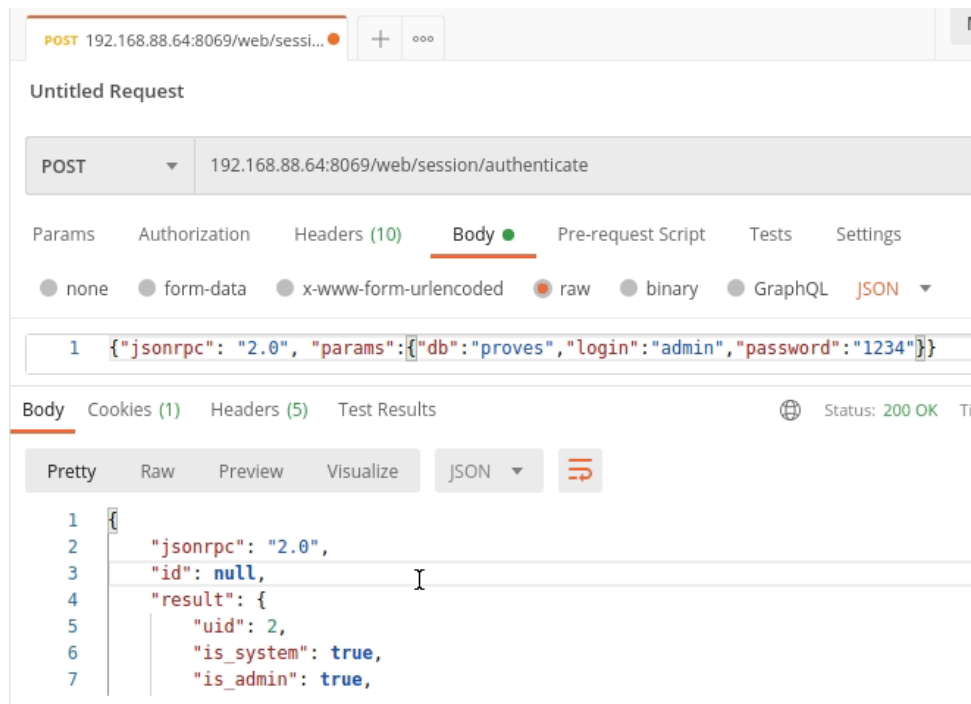 POST 192.168.88.64:8069/web/sessi...
Untitled Request
POST 192.168.88.64:8069/web/session/authenticate
Params Authorization Headers (10) Body Pre-request Script Tests Settings
none form-data x-www-form-urlencoded raw binary GraphQL JSON
1 {"jsonrpc": "2.0", "params":{"db":"proves","login":"admin","password":"1234"}}
Body Cookies (1) Headers (5) Test Results Status: 200 OK
Pretty Raw Preview Visualize JSON
1 {
2 "jsonrpc": "2.0",
3 "id": null,
4 "result": {
5 "uid": 2,
6 "is_system": true,
7 "is_admin": true,